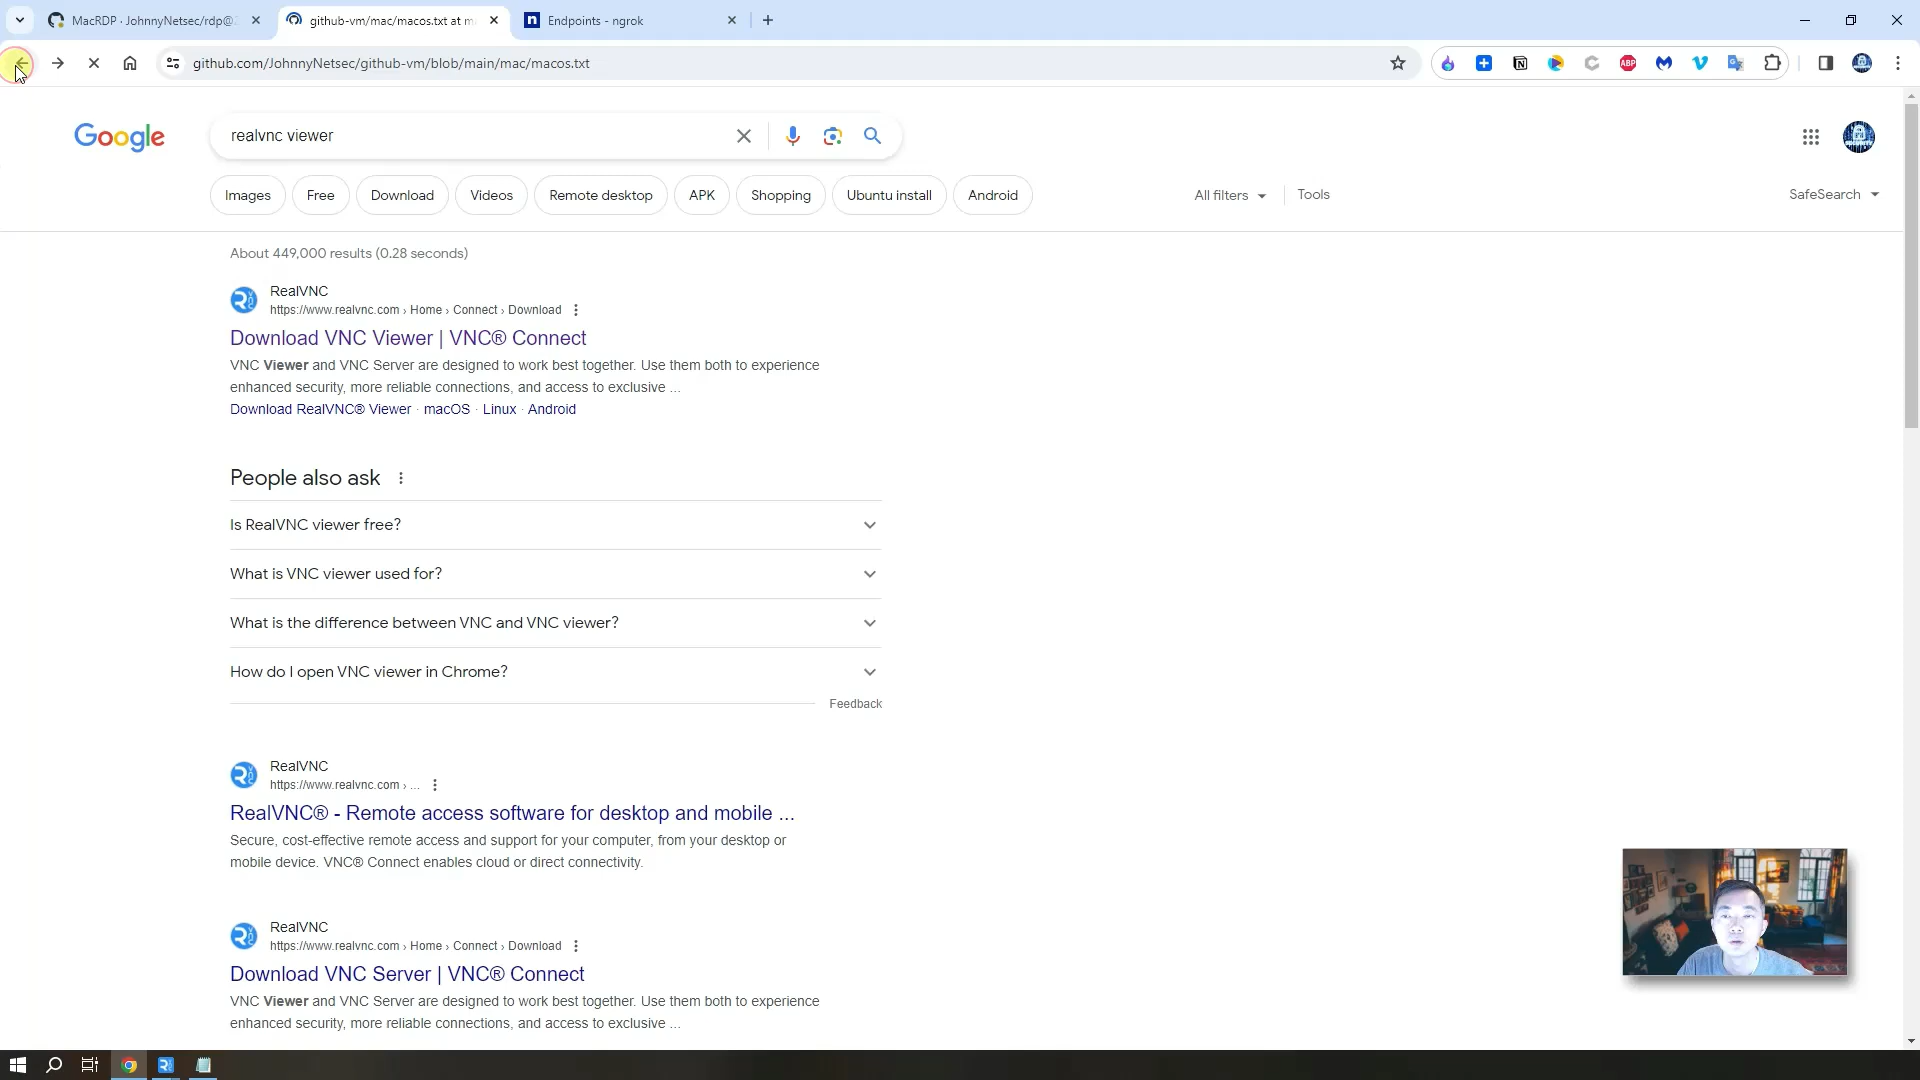 MacRDP · JohnnyNetsec/rdp@
github-vm/mac/macos.txt at m
Endpoints - ngrok
github.com/JohnnyNetsec/github-vm/blob/main/mac/macos.txt
ABP
Google
realvnc viewer
Images
Free
Download
Videos
Remote desktop
APK
Shopping
Ubuntu install
Android
All filters
Tools
SafeSearch
About 449,000 results (0.28 seconds)
RealVNC
https://www.realvnc.com › Home › Connect › Download
Download VNC Viewer | VNC® Connect
VNC Viewer and VNC Server are designed to work best together. Use them both to experience
enhanced security, more reliable connections, and access to exclusive ...
Download RealVNC® Viewer · macOS · Linux · Android
People also ask
Is RealVNC viewer free?
What is VNC viewer used for?
What is the difference between VNC and VNC viewer?
How do I open VNC viewer in Chrome?
Feedback
RealVNC
https://www.realvnc.com › ...
RealVNC® - Remote access software for desktop and mobile ...
Secure, cost-effective remote access and support for your computer, from your desktop or
mobile device. VNC® Connect enables cloud or direct connectivity.
RealVNC
https://www.realvnc.com › Home › Connect › Download
Download VNC Server | VNC® Connect
VNC Viewer and VNC Server are designed to work best together. Use them both to experience
enhanced security, more reliable connections, and access to exclusive ...